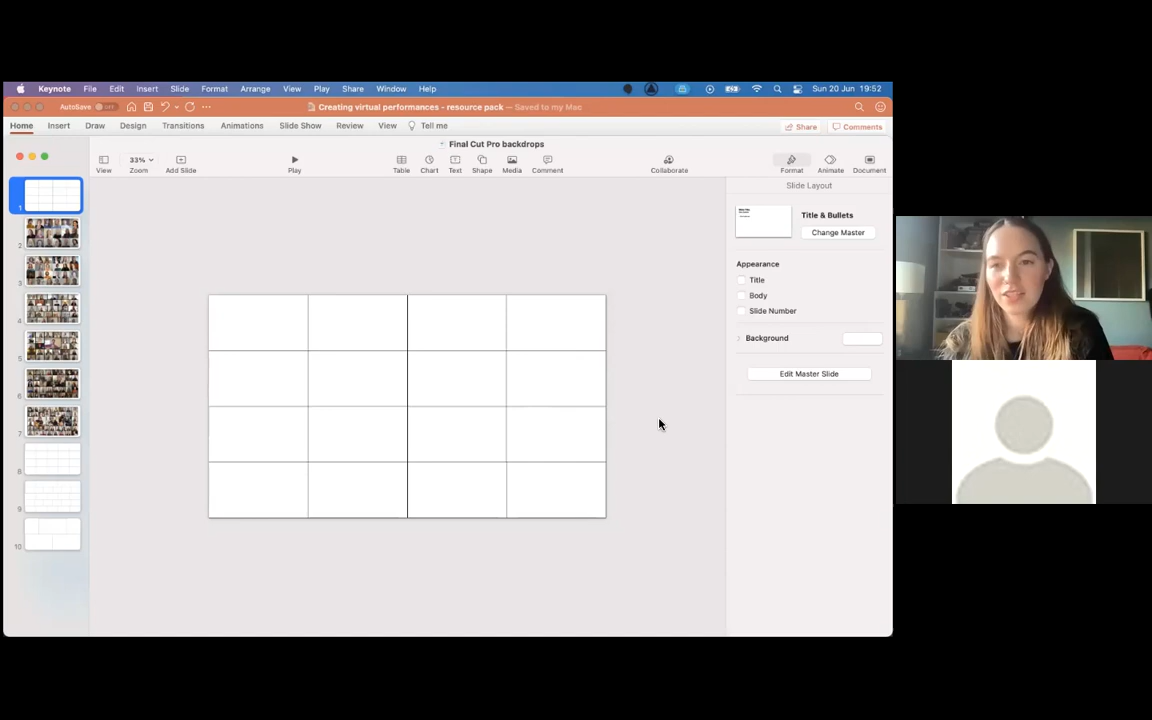 Keynote File Edit Insert Slide Format Arrange View Play Share Window Help Sun 20 Jun 19:52
AutoSave OFF Creating virtual performances - resource pack — Saved to my Mac
Home Insert Draw Design Transitions Animations Slide Show Review View Tell me Share Comments
Final Cut Pro backdrops
33%
View Zoom Add Slide Play Table Chart Text Shape Media Comment Collaborate Format Animate Document
Slide Layout
Title & Bullets
Change Master
Appearance
Title
Body
Slide Number
Background
Edit Master Slide
1
2
3
4
5
6
7
8
9
10